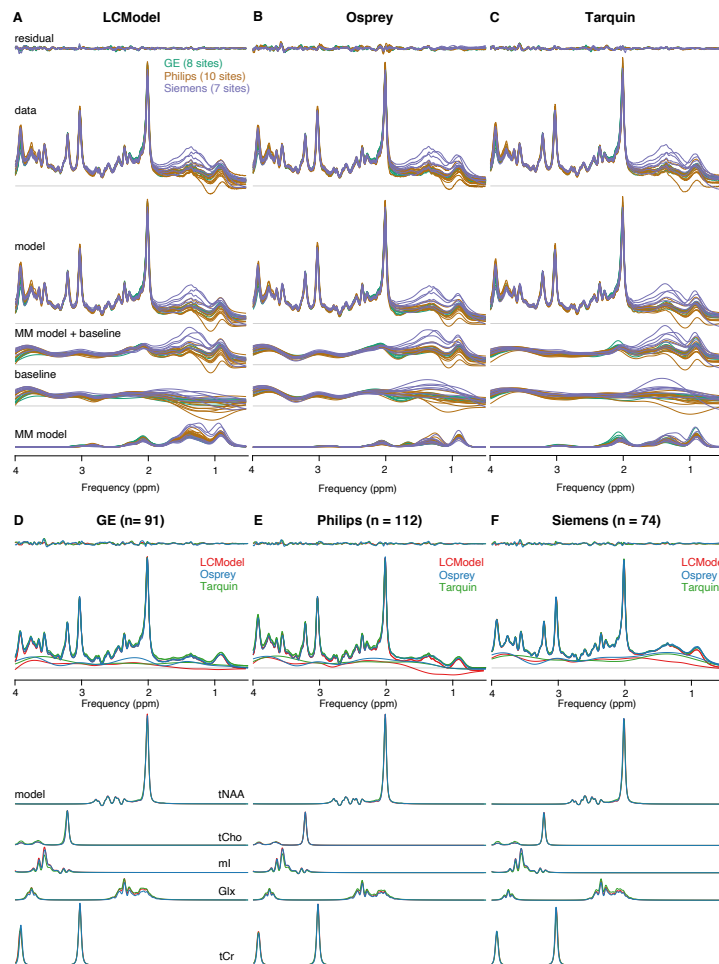 A LCModel B Osprey C Tarquin
residual
GE (8 sites)
Philips (10 sites)
Siemens (7 sites)
data
model
MM model + baseline
baseline
MM model
4 3 2 1 4 3 2 1 4 3 2 1
Frequency (ppm) Frequency (ppm) Frequency (ppm)
D GE (n= 91) E Philips (n = 112) F Siemens (n = 74)
LCModel LCModel LCMode
Osprey Osprey Osprey
Tarquin Tarquin Tarquin
4 3 2 1 4 3 2 1 4 3 2 1
Frequency (ppm) Frequency (ppm) Frequency (ppm)
model tNAA
tCho
mI
Glx
tCr